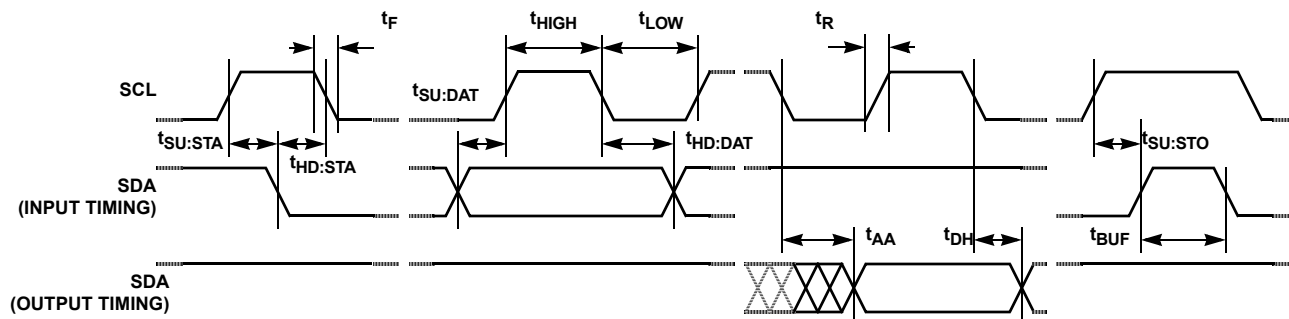 tF
tHIGH
tLOW
tR
SCL
tSU:DAT
tSU:STA
tHD:STA
tHD:DAT
tSU:STO
SDA
(INPUT TIMING)
tAA
tDH
tBUF
SDA
(OUTPUT TIMING)